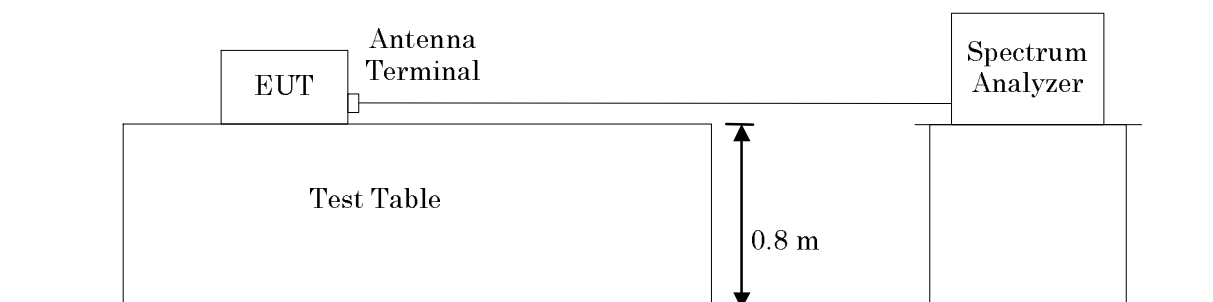 Antenna
Terminal
EUT
Spectrum
Analyzer
Test Table
0.8 m